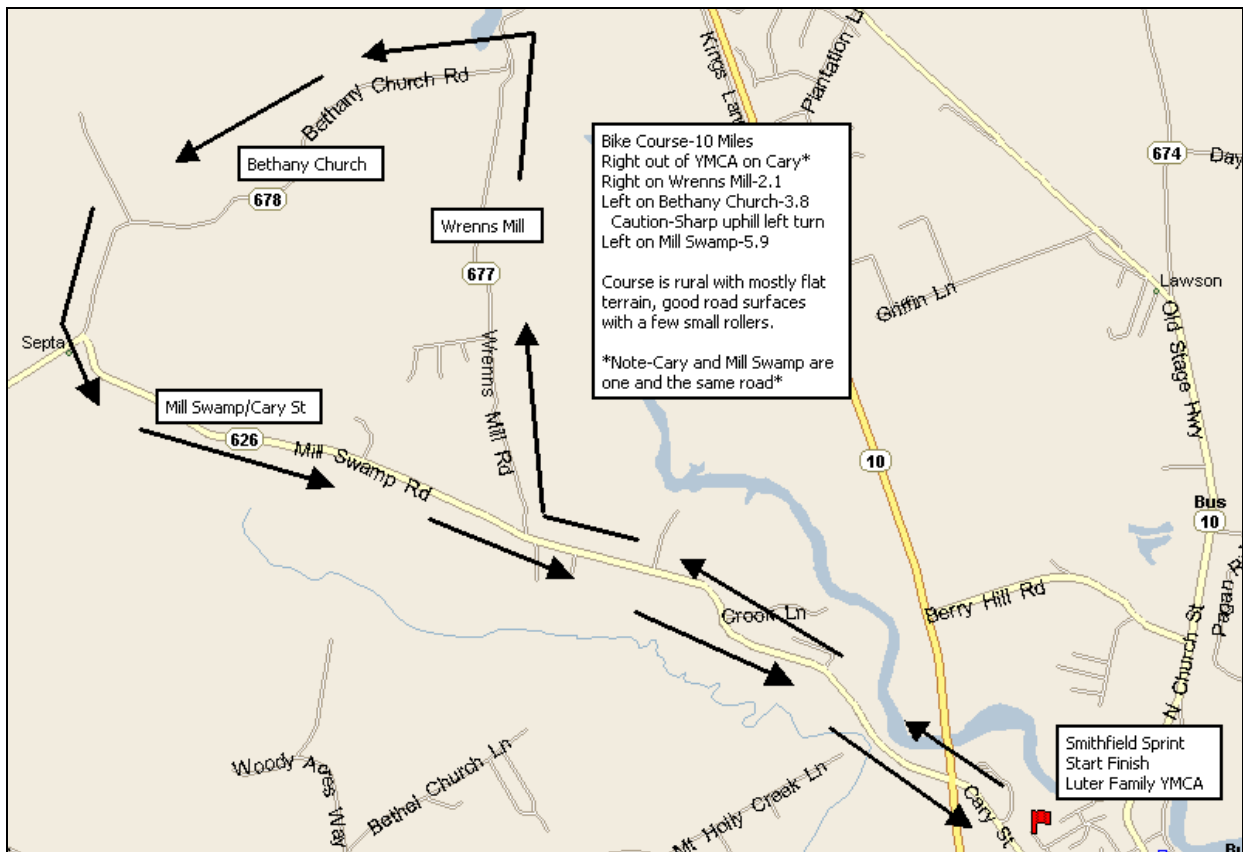 Kings Lan
Plantation L
Bethany Church Rd
Bike Course-10 Miles
Right out of YMCA on Cary*
Right on Wrenns Mill-2.1
Left on Bethany Church-3.8
Caution-Sharp uphill left turn
Left on Mill Swamp-5.9
Course is rural with mostly flat
terrain, good road surfaces
with a few small rollers.
*Note-Cary and Mill Swamp are
one and the same road*
674
Day
Bethany Church
678
Wrenns Mill
677
Lawson
Griffin Ln
Old Stage Hwy
Septa
Wrenns Mill Rd
Mill Swamp/Cary St
626
Mill Swamp Rd
10
Bus
10
Crook Ln
Berry Hill Rd
Pagan Ri
N Church St
Smithfield Sprint
Start Finish
Luter Family YMCA
Woody Acres Way
Bethel Church Ln
Mt Holly Creek Ln
Cary St
Bu